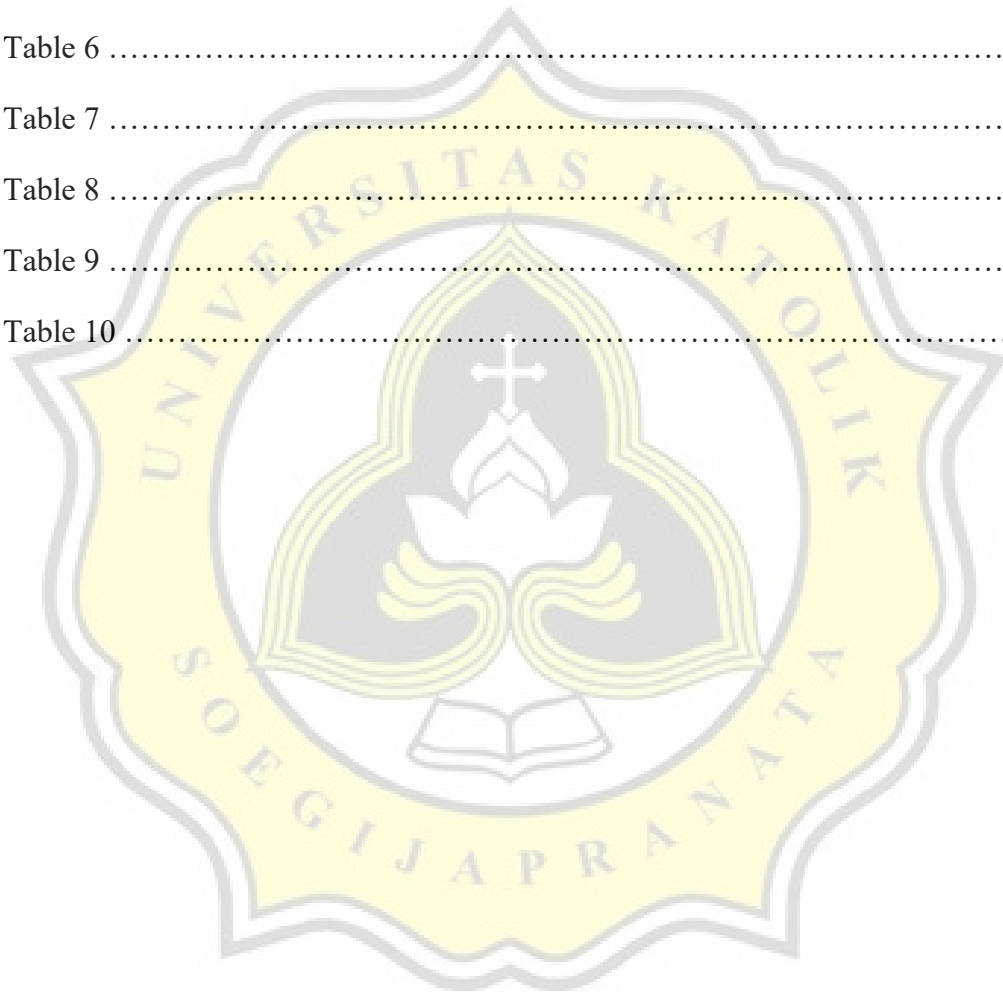 Table 6 ……………………………………………………………………………
Table 7 ……………………………………………………………………………
Table 8 ……………………………………………………………………………
Table 9 ……………………………………………………………………………
Table 10 …………………………………………………………………………
UNIVERSITAS KATOLIK
SOEGIJAPRANATA